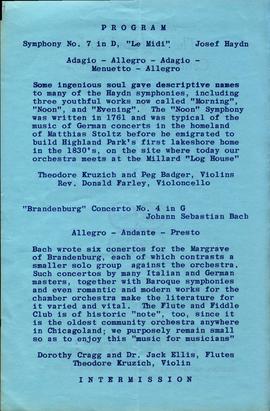 PROGRAM
Symphony No. 7 in D, "Le Midi" Josef Haydn
Adagio - Allegro - Adagio -
Menuetto - Allegro
Some ingenious soul gave descriptive names
to many of the Haydn symphonies, including
three youthful works now called "Morning",
"Noon", and "Evening". The "Noon" Symphony
was written in 1761 and was typical of the
music of German concerts in the homeland
of Matthias Stoltz before he emigrated to
build Highland Park's first lakeshore home
in the 1830's, on the site where today our
orchestra meets at the Millard "Log House"
Theodore Kruzich and Peg Badger, Violins
Rev. Donald Farley, Violoncello
"Brandenburg" Concerto No. 4 in G
Johann Sebastian Bach
Allegro - Andante - Presto
Bach wrote six conertos for the Margrave
of Brandenburg, each of which contrasts a
smaller solo group against the orchestra.
Such concertos by many Italian and German
masters, together with Baroque symphonies
and even romantic and modern works for the
chamber orchestra make the literature for
it varied and vital. The Flute and Fiddle
Club is of historic "note", too, since it
is the oldest community orchestra anywhere
in Chicagoland; we purposely remain small
so as to enjoy this "music for musicians"
Dorothy Cragg and Dr. Jack Ellis, Flutes
Theodore Kruzich, Violin
INTERMISSION